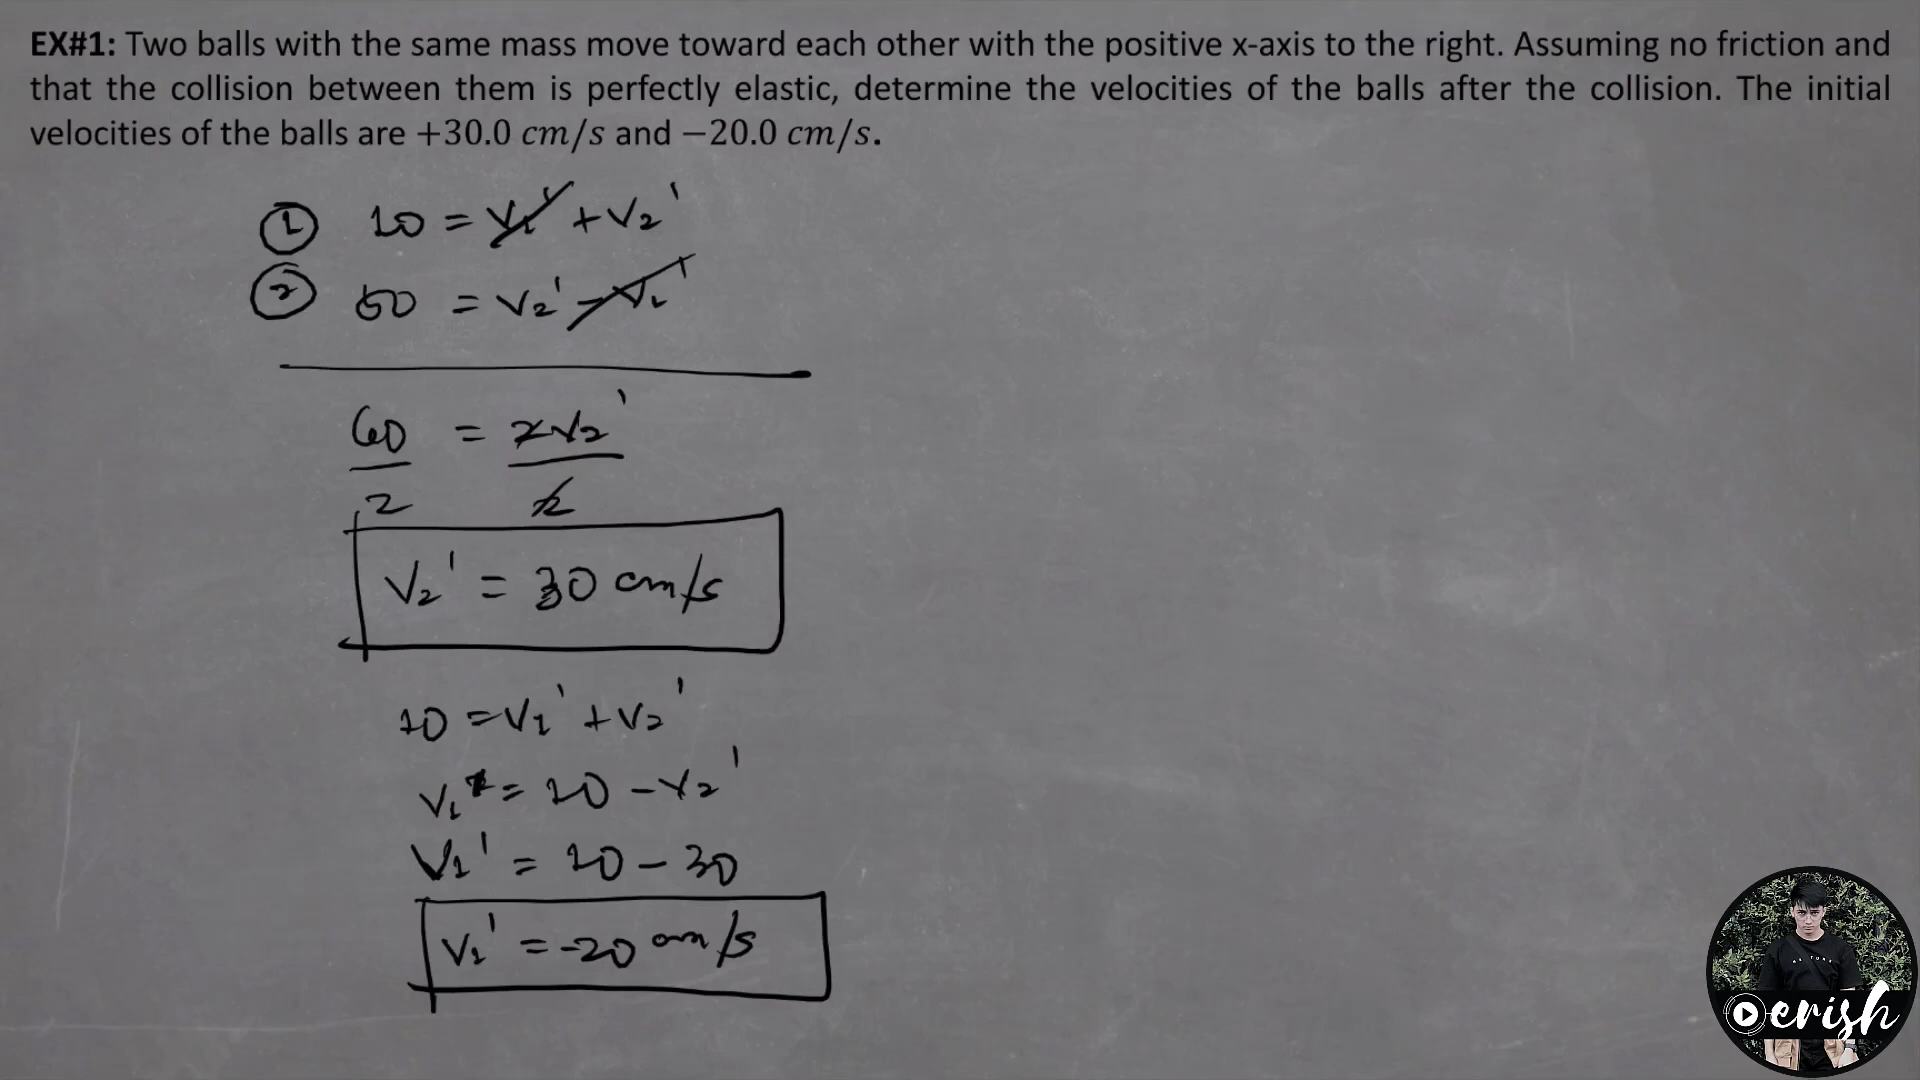 EX#1: Two balls with the same mass move toward each other with the positive x-axis to the right. Assuming no friction and
that the collision between them is perfectly elastic, determine the velocities of the balls after the collision. The initial
velocities of the balls are +30.0 cm/s and −20.0 cm/s.
① 10 = V₁' + V₂'
② 50 = V₂' - V₁'
60/2 = 2V₂'/2
V₂' = 30 cm/s
10 = V₁' + V₂'
V₁' = 10 - V₂'
V₁' = 10 - 30
V₁' = -20 cm/s
erish